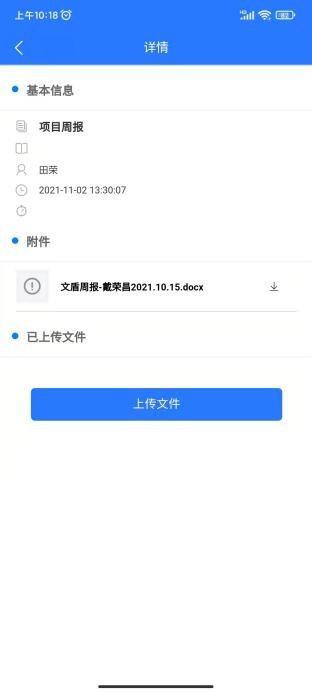 上午10:18
82
详情
基本信息
项目周报
田荣
2021-11-02 13:30:07
附件
文盾周报-戴荣昌2021.10.15.docx
已上传文件
上传文件